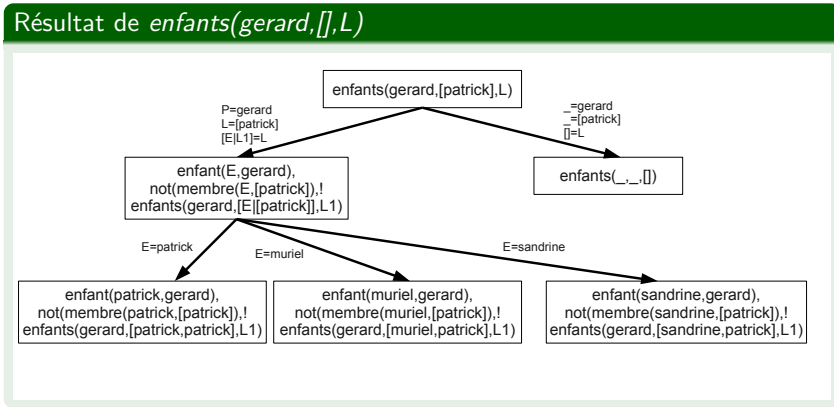 Résultat de enfants(gerard,[],L)
enfants(gerard,[patrick],L)
P=gerard
L=[patrick]
[E|L1]=L
_=gerard
_=[patrick]
[]=L
enfant(E,gerard),
not(membre(E,[patrick]),!
enfants(gerard,[E|[patrick]],L1)
enfants(_,_,[])
E=patrick
E=muriel
E=sandrine
enfant(patrick,gerard),
not(membre(patrick,[patrick]),!
enfants(gerard,[patrick,patrick],L1)
enfant(muriel,gerard),
not(membre(muriel,[patrick]),!
enfants(gerard,[muriel,patrick],L1)
enfant(sandrine,gerard),
not(membre(sandrine,[patrick]),!
enfants(gerard,[sandrine,patrick],L1)